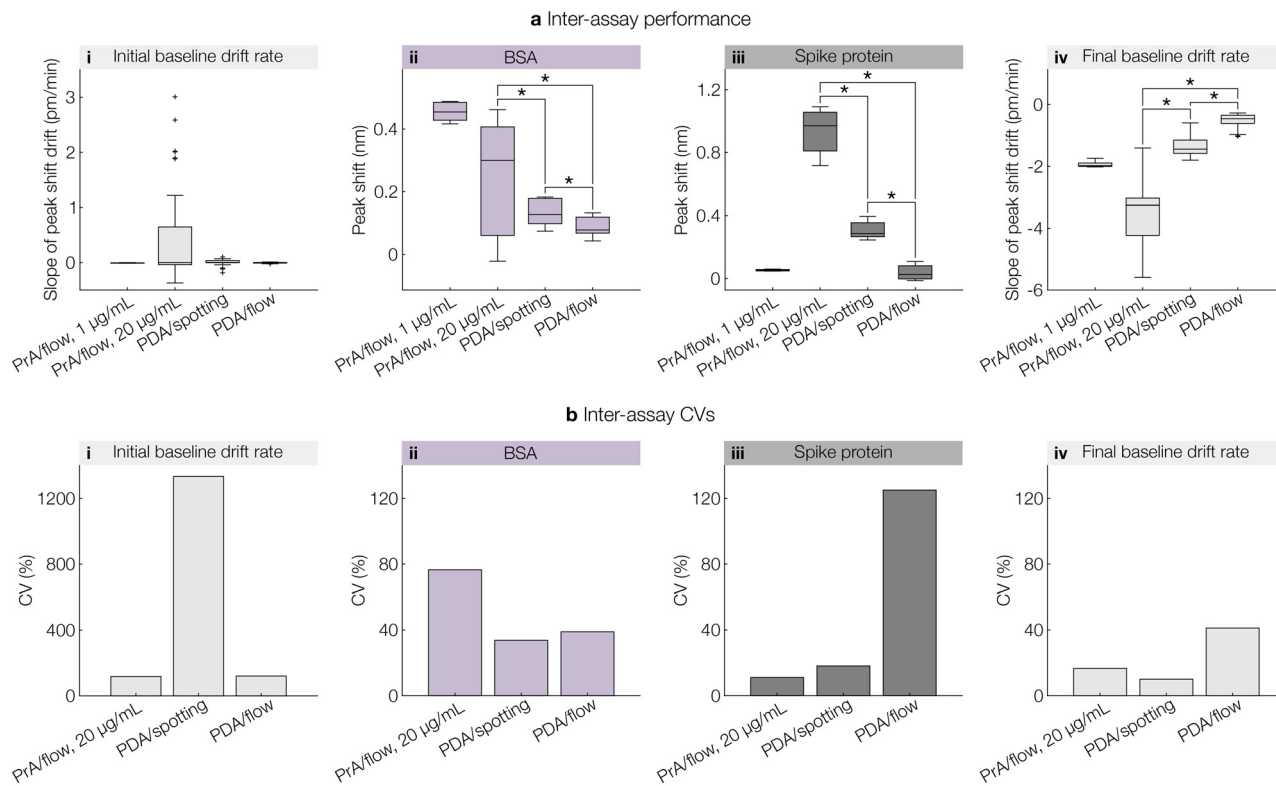 a Inter-assay performance
i Initial baseline drift rate
Slope of peak shift drift (pm/min)
3
2
1
0
PrA/flow, 1 µg/mL
PrA/flow, 20 µg/mL
PDA/spotting
PDA/flow
ii BSA
Peak shift (nm)
0.4
0.2
0
* * *
PrA/flow, 1 µg/mL
PrA/flow, 20 µg/mL
PDA/spotting
PDA/flow
iii Spike protein
Peak shift (nm)
1.2
0.8
0.4
0
* * *
PrA/flow, 1 µg/mL
PrA/flow, 20 µg/mL
PDA/spotting
PDA/flow
iv Final baseline drift rate
Slope of peak shift drift (pm/min)
0
-2
-4
-6
* * *
PrA/flow, 1 µg/mL
PrA/flow, 20 µg/mL
PDA/spotting
PDA/flow
b Inter-assay CVs
i Initial baseline drift rate
CV (%)
1200
800
400
0
PrA/flow, 20 µg/mL
PDA/spotting
PDA/flow
ii BSA
CV (%)
120
80
40
0
PrA/flow, 20 µg/mL
PDA/spotting
PDA/flow
iii Spike protein
CV (%)
120
80
40
0
PrA/flow, 20 µg/mL
PDA/spotting
PDA/flow
iv Final baseline drift rate
CV (%)
120
80
40
0
PrA/flow, 20 µg/mL
PDA/spotting
PDA/flow